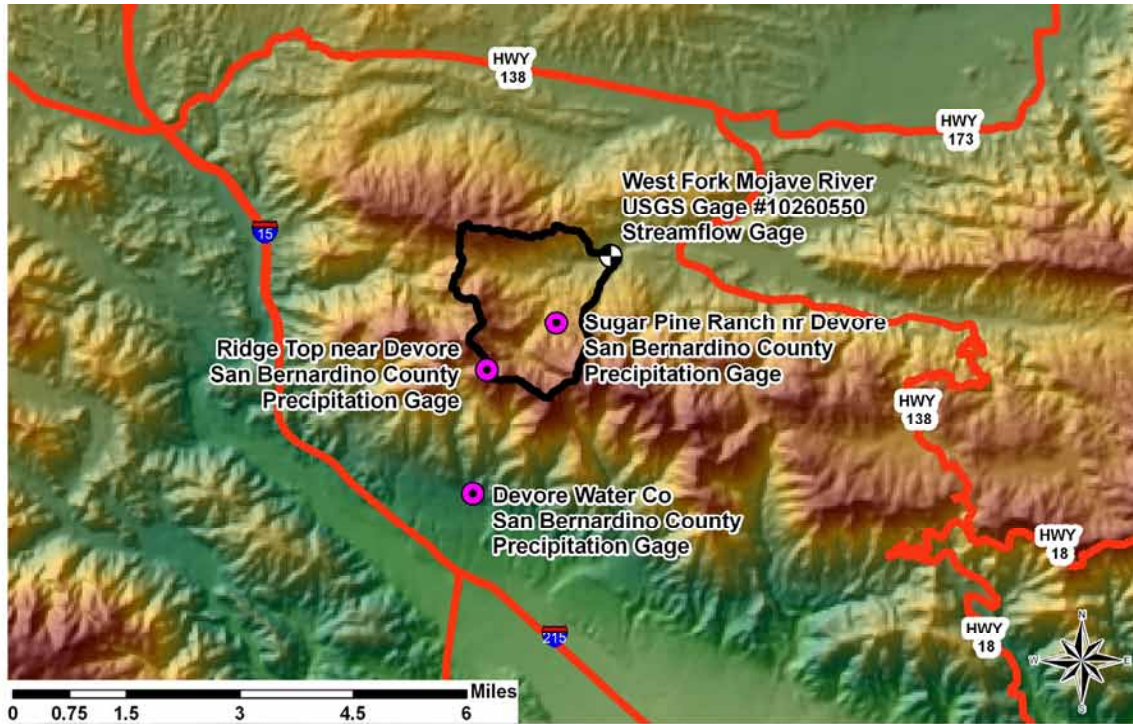 HWY
138
HWY
173
West Fork Mojave River
USGS Gage #10260550
Streamflow Gage
15
Sugar Pine Ranch nr Devore
San Bernardino County
Precipitation Gage
Ridge Top near Devore
San Bernardino County
Precipitation Gage
HWY
138
Devore Water Co
San Bernardino County
Precipitation Gage
HWY
18
215
HWY
18
N
W
E
S
Miles
0 0.75 1.5 3 4.5 6